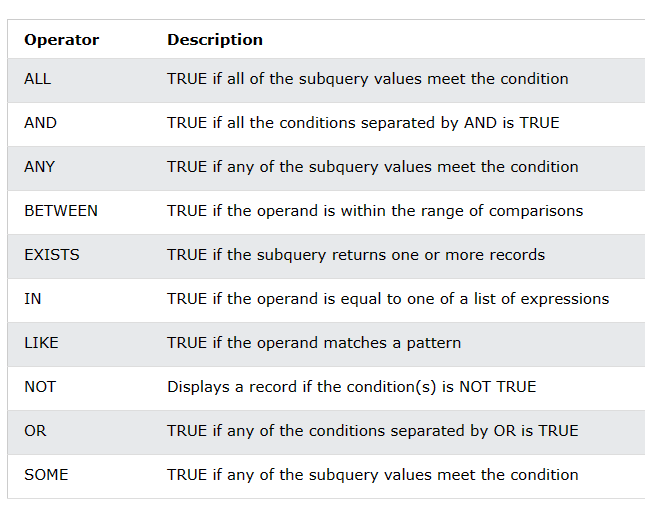 Operator Description
ALL TRUE if all of the subquery values meet the condition
AND TRUE if all the conditions separated by AND is TRUE
ANY TRUE if any of the subquery values meet the condition
BETWEEN TRUE if the operand is within the range of comparisons
EXISTS TRUE if the subquery returns one or more records
IN TRUE if the operand is equal to one of a list of expressions
LIKE TRUE if the operand matches a pattern
NOT Displays a record if the condition(s) is NOT TRUE
OR TRUE if any of the conditions separated by OR is TRUE
SOME TRUE if any of the subquery values meet the condition